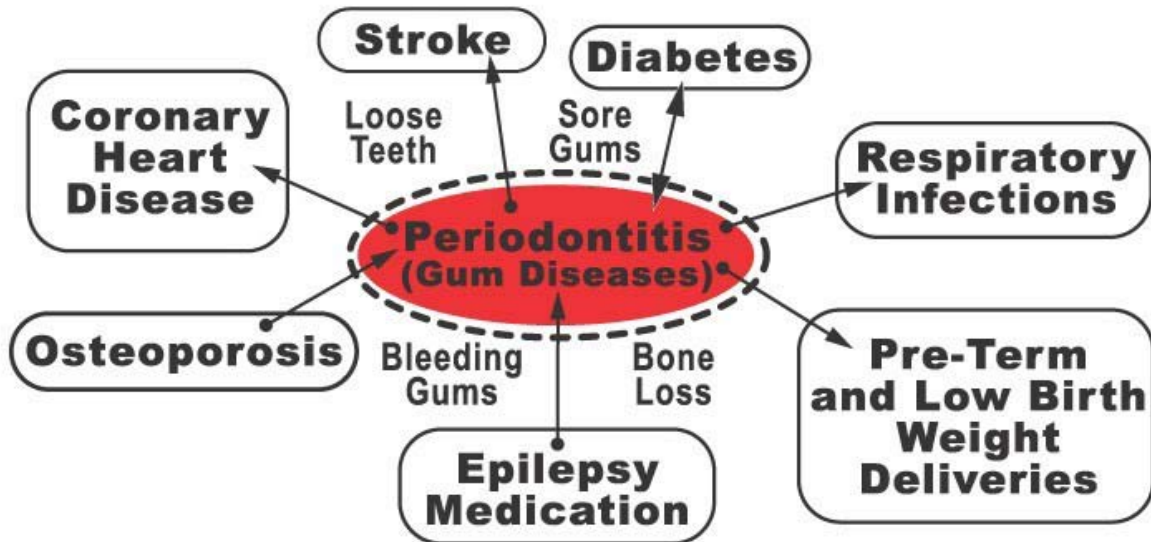 Stroke
Diabetes
Coronary
Heart
Disease
Loose
Teeth
Sore
Gums
Respiratory
Infections
Periodontitis
(Gum Diseases)
Osteoporosis
Bleeding
Gums
Bone
Loss
Pre-Term
and Low Birth
Weight
Deliveries
Epilepsy
Medication